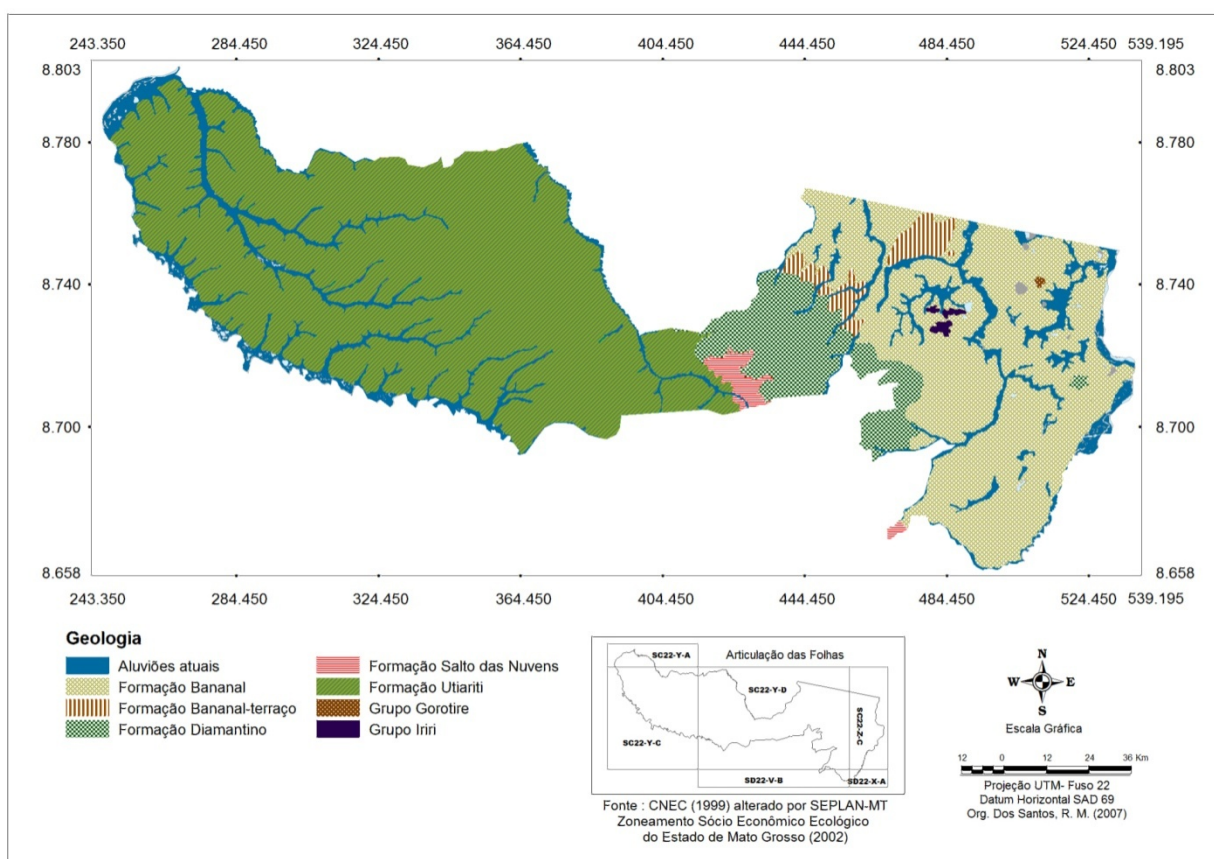 243.350 284.450 324.450 364.450 404.450 444.450 484.450 524.450 539.195
8.803 8.803
8.780 8.780
8.740 8.740
8.700 8.700
8.658 8.658
243.350 284.450 324.450 364.450 404.450 444.450 484.450 524.450 539.195
Geologia
Aluviões atuais
Formação Bananal
Formação Bananal-terraço
Formação Diamantino
Formação Salto das Nuvens
Formação Utiariti
Grupo Gorotire
Grupo Iriri
Articulação das Folhas
SC22-Y-A
SC22-Y-D
SC22-Z-C
SC22-Y-C
SD22-V-B
SD22-X-A
Fonte : CNEC (1999) alterado por SEPLAN-MT
Zoneamento Sócio Econômico Ecológico
do Estado de Mato Grosso (2002)
N
W E
S
Escala Gráfica
12 0 12 24 36 Km
Projeção UTM- Fuso 22
Datum Horizontal SAD 69
Org. Dos Santos, R. M. (2007)